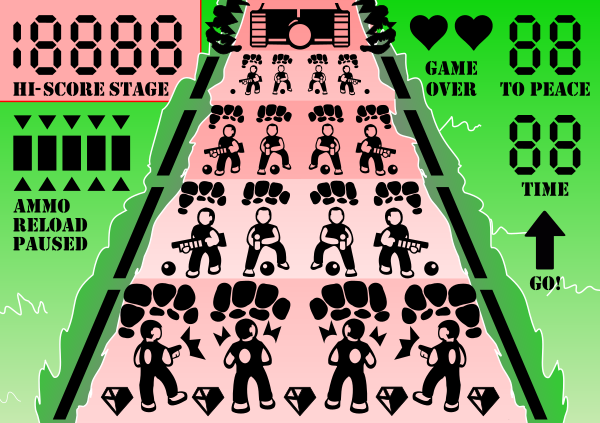 18888
HI-SCORE STAGE
GAME
OVER
88
TO PEACE
88
TIME
AMMO
RELOAD
PAUSED
GO!